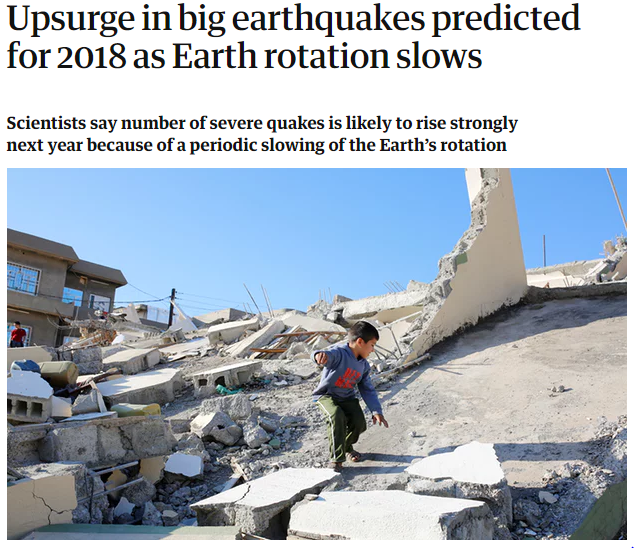 Upsurge in big earthquakes predicted
for 2018 as Earth rotation slows
Scientists say number of severe quakes is likely to rise strongly
next year because of a periodic slowing of the Earth’s rotation